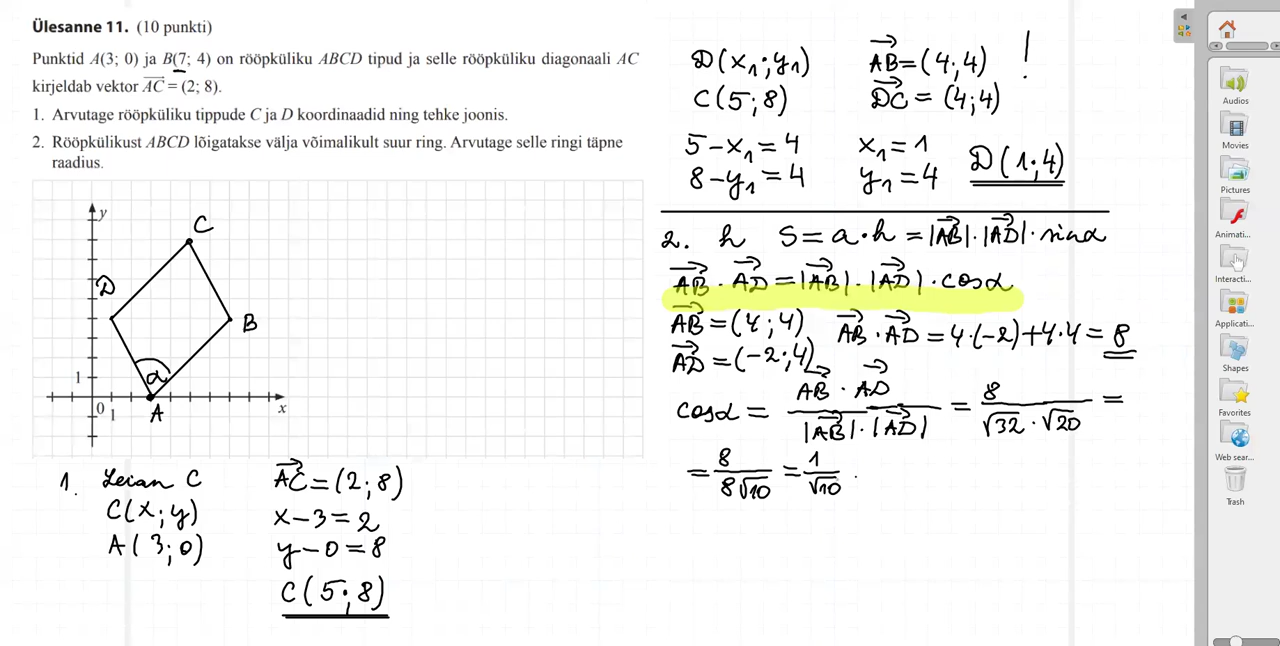 Ülesanne 11. (10 punkti)
Punktid A(3; 0) ja B(7; 4) on rööpküliku ABCD tipud ja selle rööpküliku diagonaali AC
kirjeldab vektor AC⃗ = (2; 8).
1. Arvutage rööpküliku tippude C ja D koordinaadid ning tehke joonis.
2. Rööpkülikust ABCD lõigatakse välja võimalikult suur ring. Arvutage selle ringi täpne
raadius.
y
C
D
B
α
1
0 1
A
x
1. Leian C
C(x; y)
A(3; 0)
AC⃗ = (2; 8)
x - 3 = 2
y - 0 = 8
C(5; 8)
D(x₁; y₁)
C(5; 8)
AB⃗ = (4; 4) !
DC⃗ = (4; 4)
5 - x₁ = 4
8 - y₁ = 4
x₁ = 1
y₁ = 4
D(1; 4)
2. h S = a · h = |AB⃗| · |AD⃗| · sinα
AB⃗ · AD⃗ = |AB⃗| · |AD⃗| · cosα
AB⃗ = (4; 4)
AD⃗ = (-2; 4)
AB⃗ · AD⃗ = 4 · (-2) + 4 · 4 = 8
cosα = AB⃗ · AD⃗ / |AB⃗| · |AD⃗| = 8 / √32 · √20 =
= 8 / 8√10 = 1 / √10
Audios
Movies
Pictures
Animati...
Interacti...
Applicati...
Shapes
Favorites
Web sear...
Trash